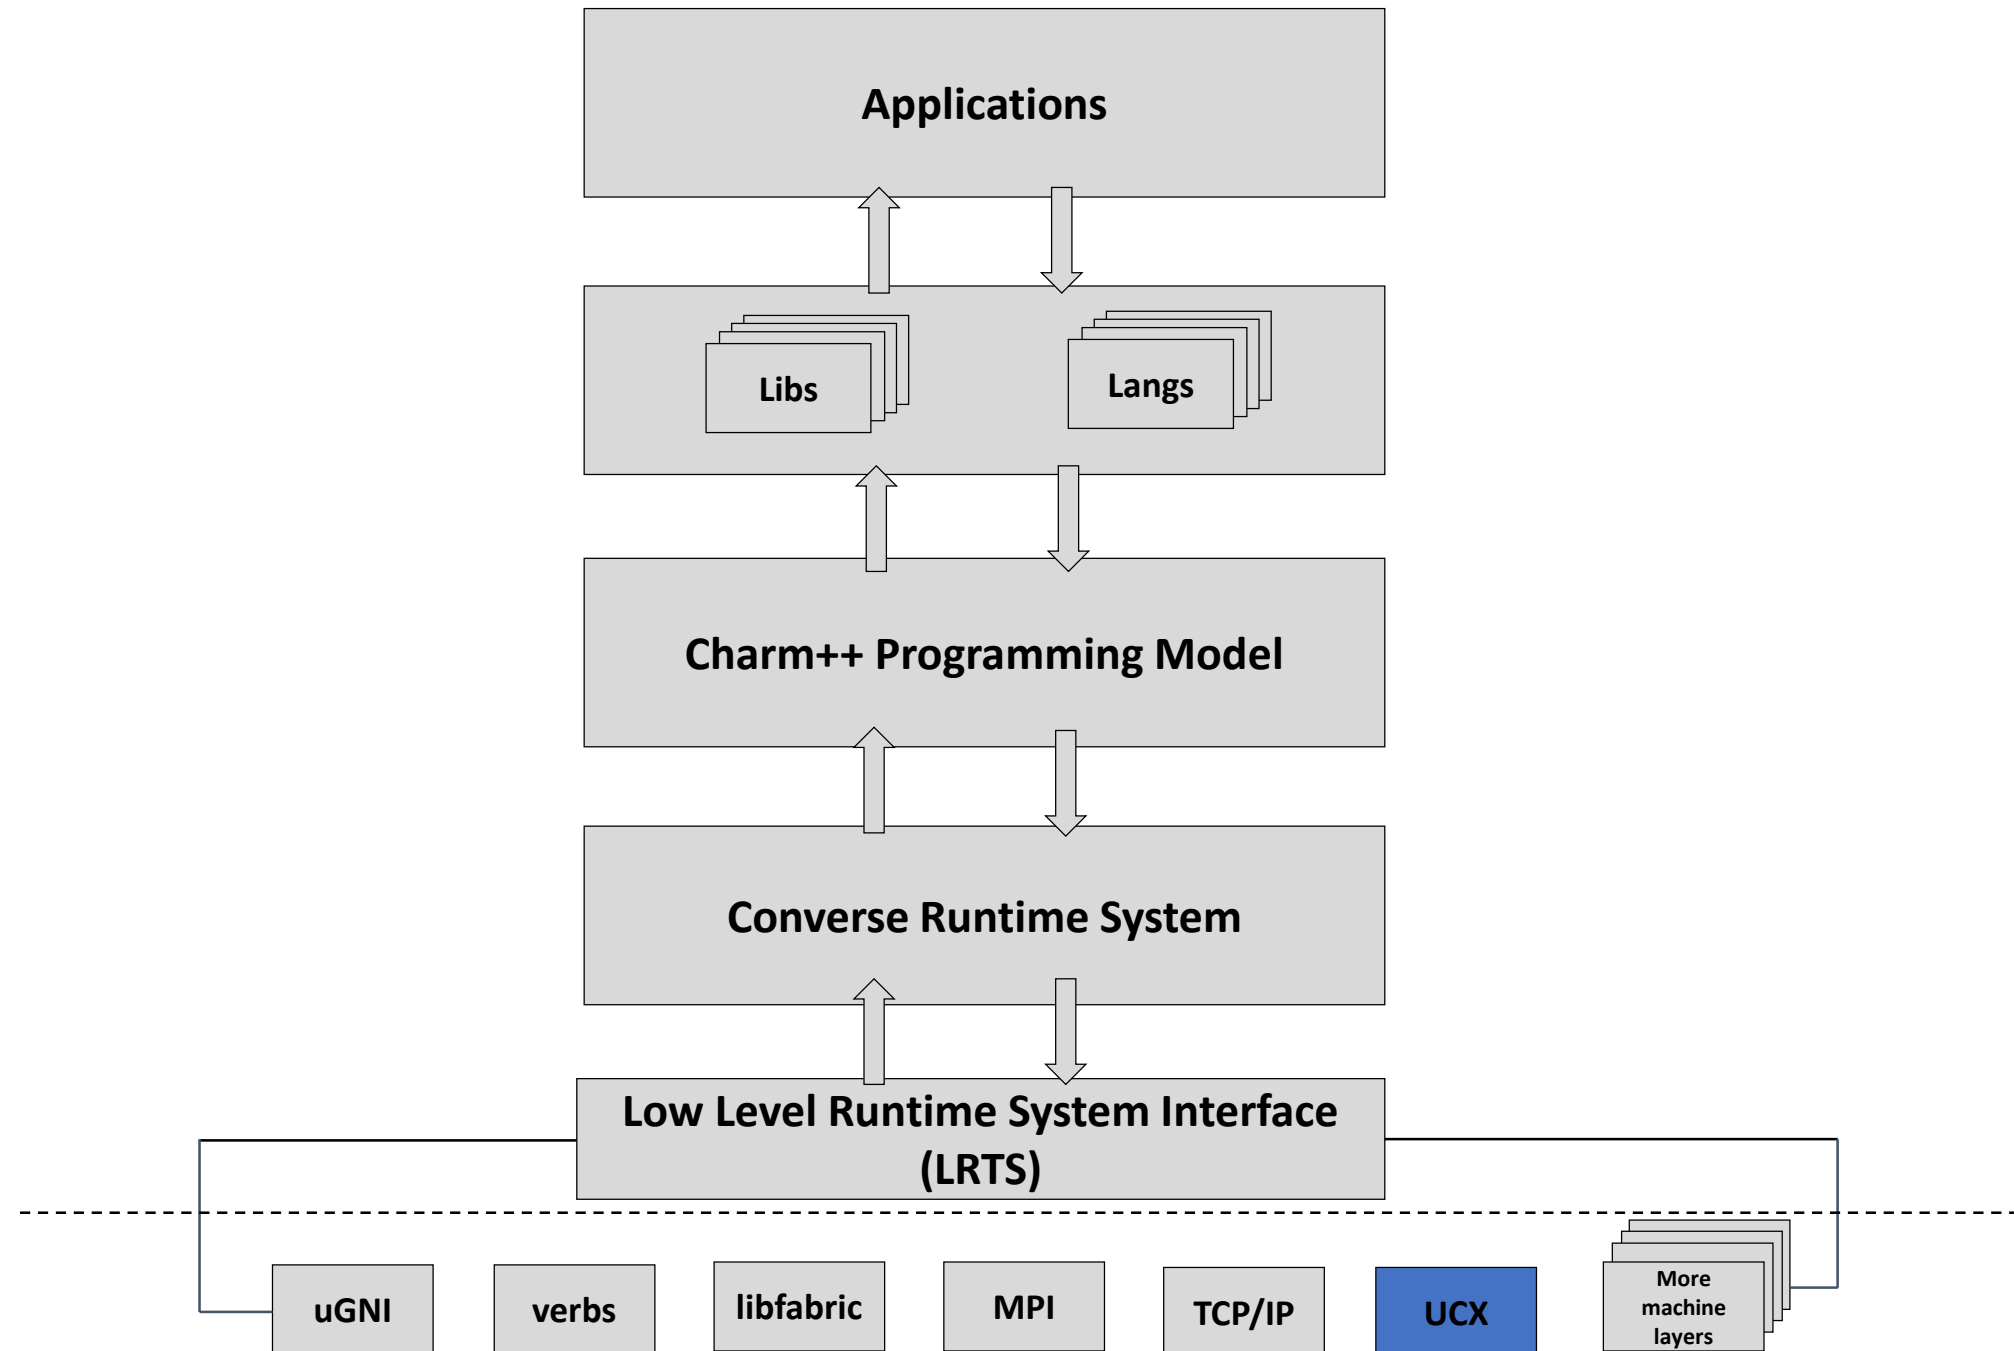 Applications
Libs
Langs
Charm++ Programming Model
Converse Runtime System
Low Level Runtime System Interface
(LRTS)
uGNI
verbs
libfabric
MPI
TCP/IP
UCX
More
machine
layers